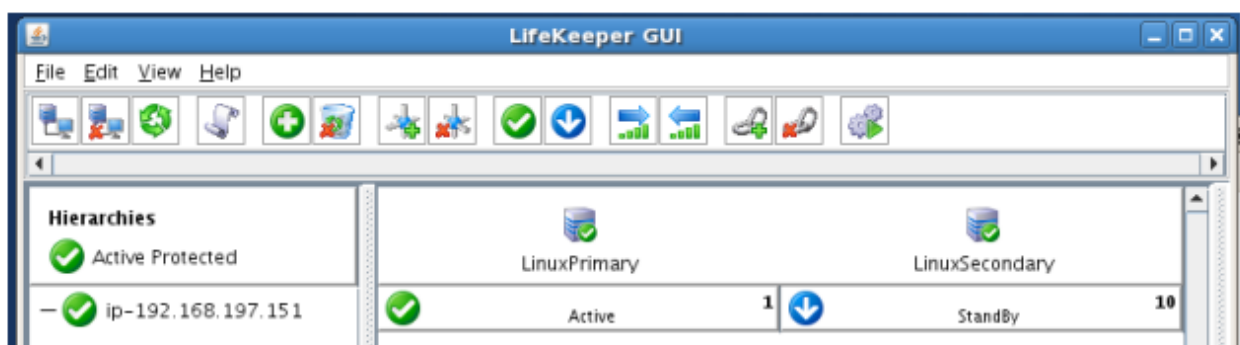 LifeKeeper GUI
File Edit View Help
Hierarchies
Active Protected
LinuxPrimary LinuxSecondary
ip-192.168.197.151 Active 1 StandBy 10